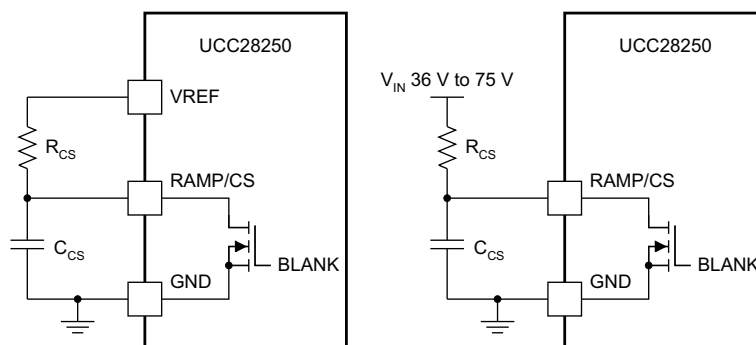 UCC28250
VREF
R_CS
RAMP/CS
C_CS
BLANK
GND
UCC28250
V_IN 36 V to 75 V
R_CS
RAMP/CS
C_CS
BLANK
GND